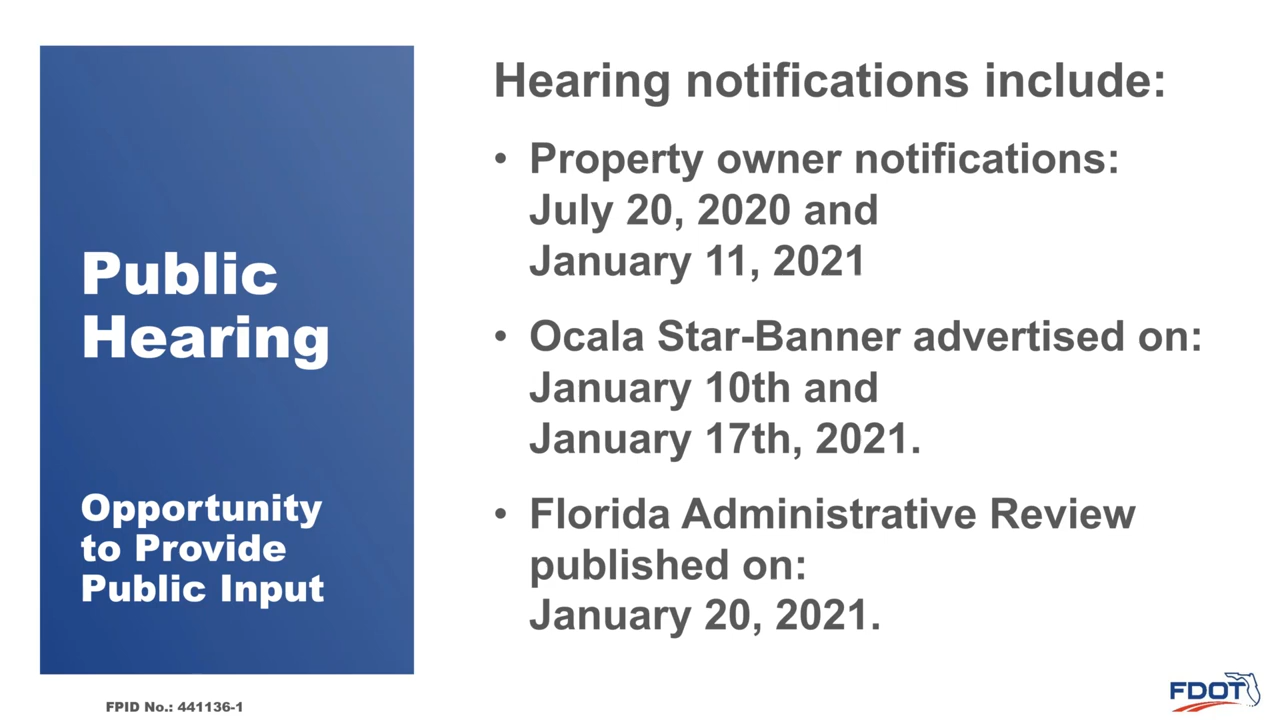 Public
Hearing
Opportunity
to Provide
Public Input
Hearing notifications include:
• Property owner notifications:
July 20, 2020 and
January 11, 2021
• Ocala Star-Banner advertised on:
January 10th and
January 17th, 2021.
• Florida Administrative Review
published on:
January 20, 2021.
FPID No.: 441136-1
FDOT